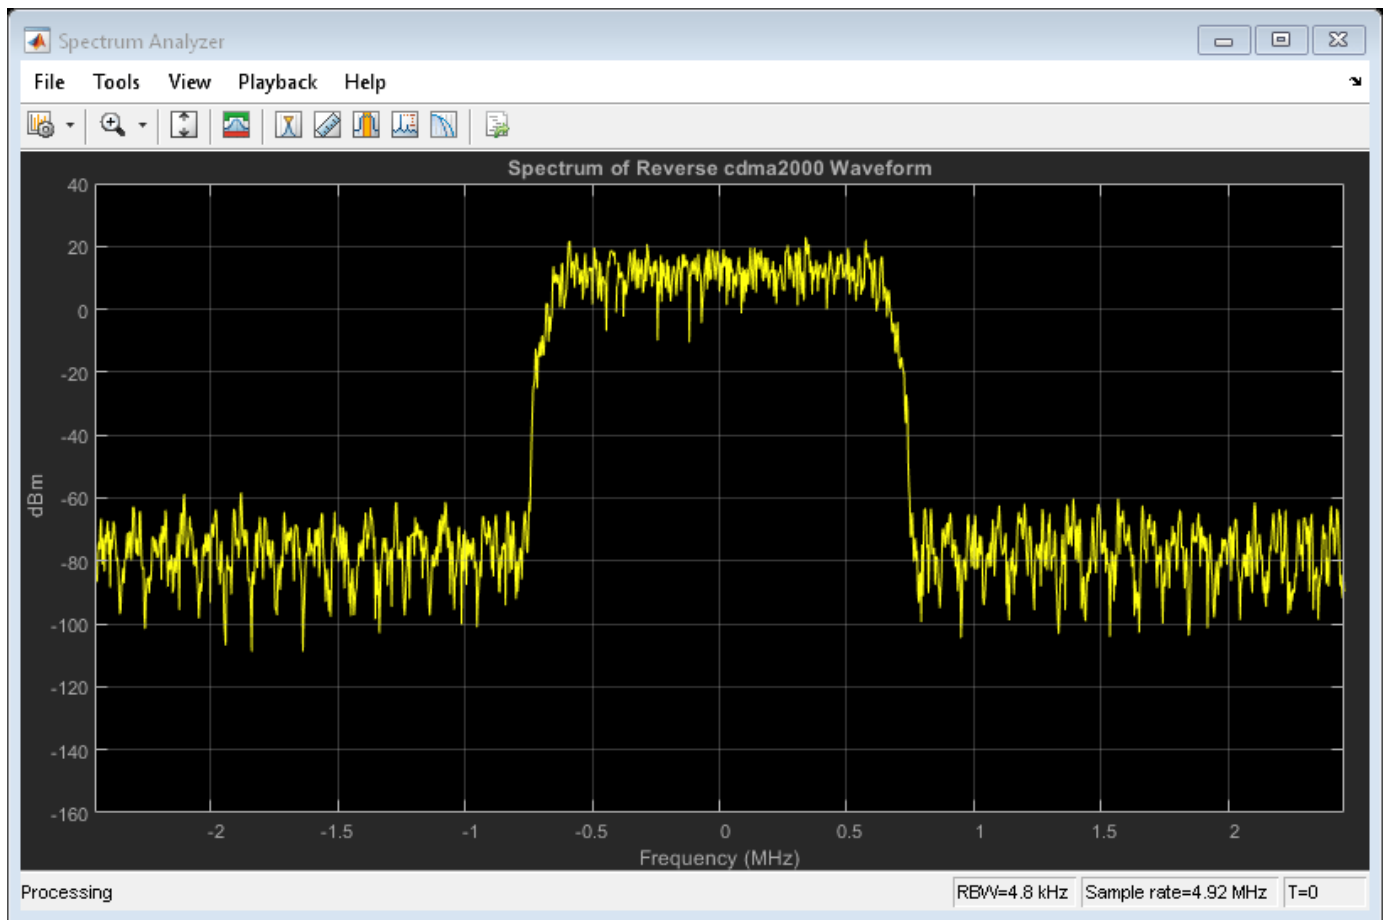 Spectrum Analyzer
File Tools View Playback Help
Spectrum of Reverse cdma2000 Waveform
40
20
0
-20
-40
-60
-80
-100
-120
-140
-160
dBm
-2 -1.5 -1 -0.5 0 0.5 1 1.5 2
Frequency (MHz)
Processing RBW=4.8 kHz Sample rate=4.92 MHz T=0